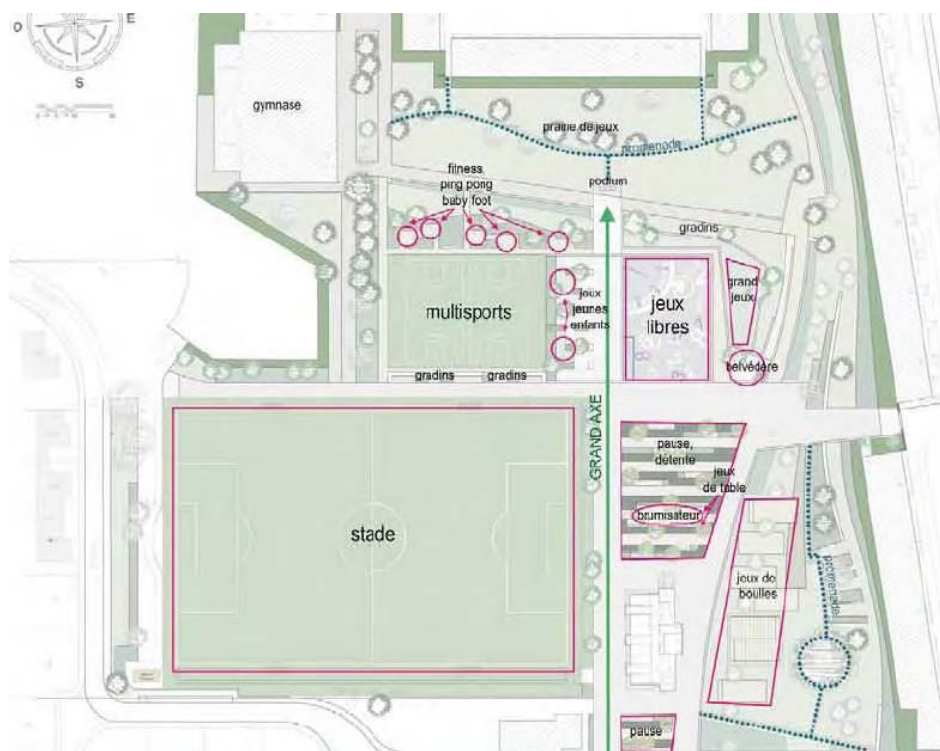 O
E
S
gymnase
prairie de jeux
promenade
fitness
ping pong
baby foot
podium
gradins
multisports
jeux
jeunes
enfants
jeux
libres
grand
jeux
belvédère
gradins
gradins
GRAND AXE
pause,
détente
jeux
de table
brumisateur
stade
jeux de
boulles
promenade
pause